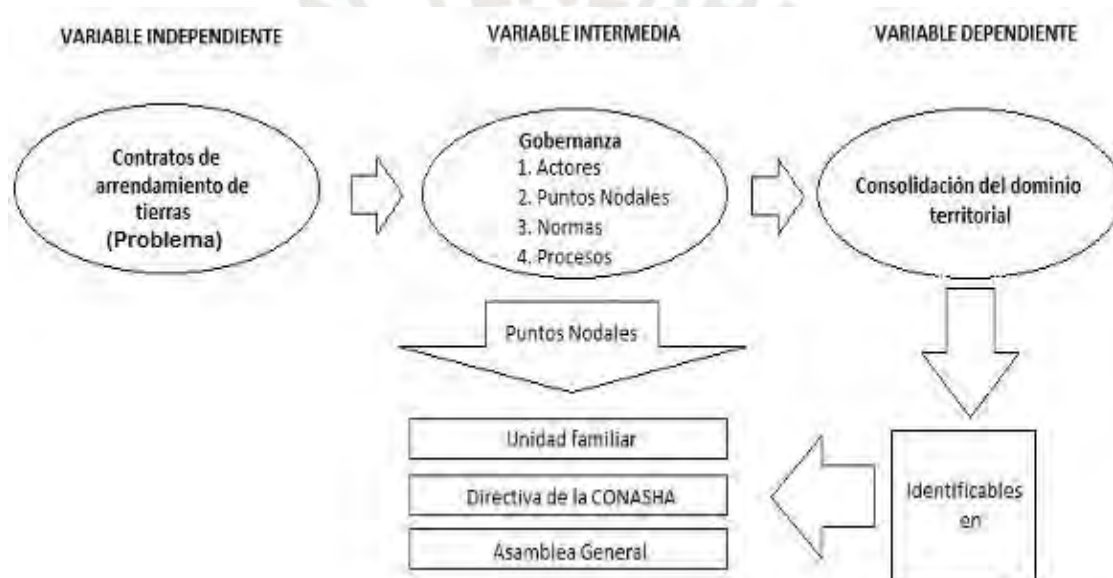 VARIABLE INDEPENDIENTE
VARIABLE INTERMEDIA
VARIABLE DEPENDIENTE
Contratos de
arrendamiento de
tierras
(Problema)
Gobernanza
1. Actores
2. Puntos Nodales
3. Normas
4. Procesos
Consolidación del dominio
territorial
Puntos Nodales
Unidad familiar
Directiva de la CONASHA
Asamblea General
Identificables
en